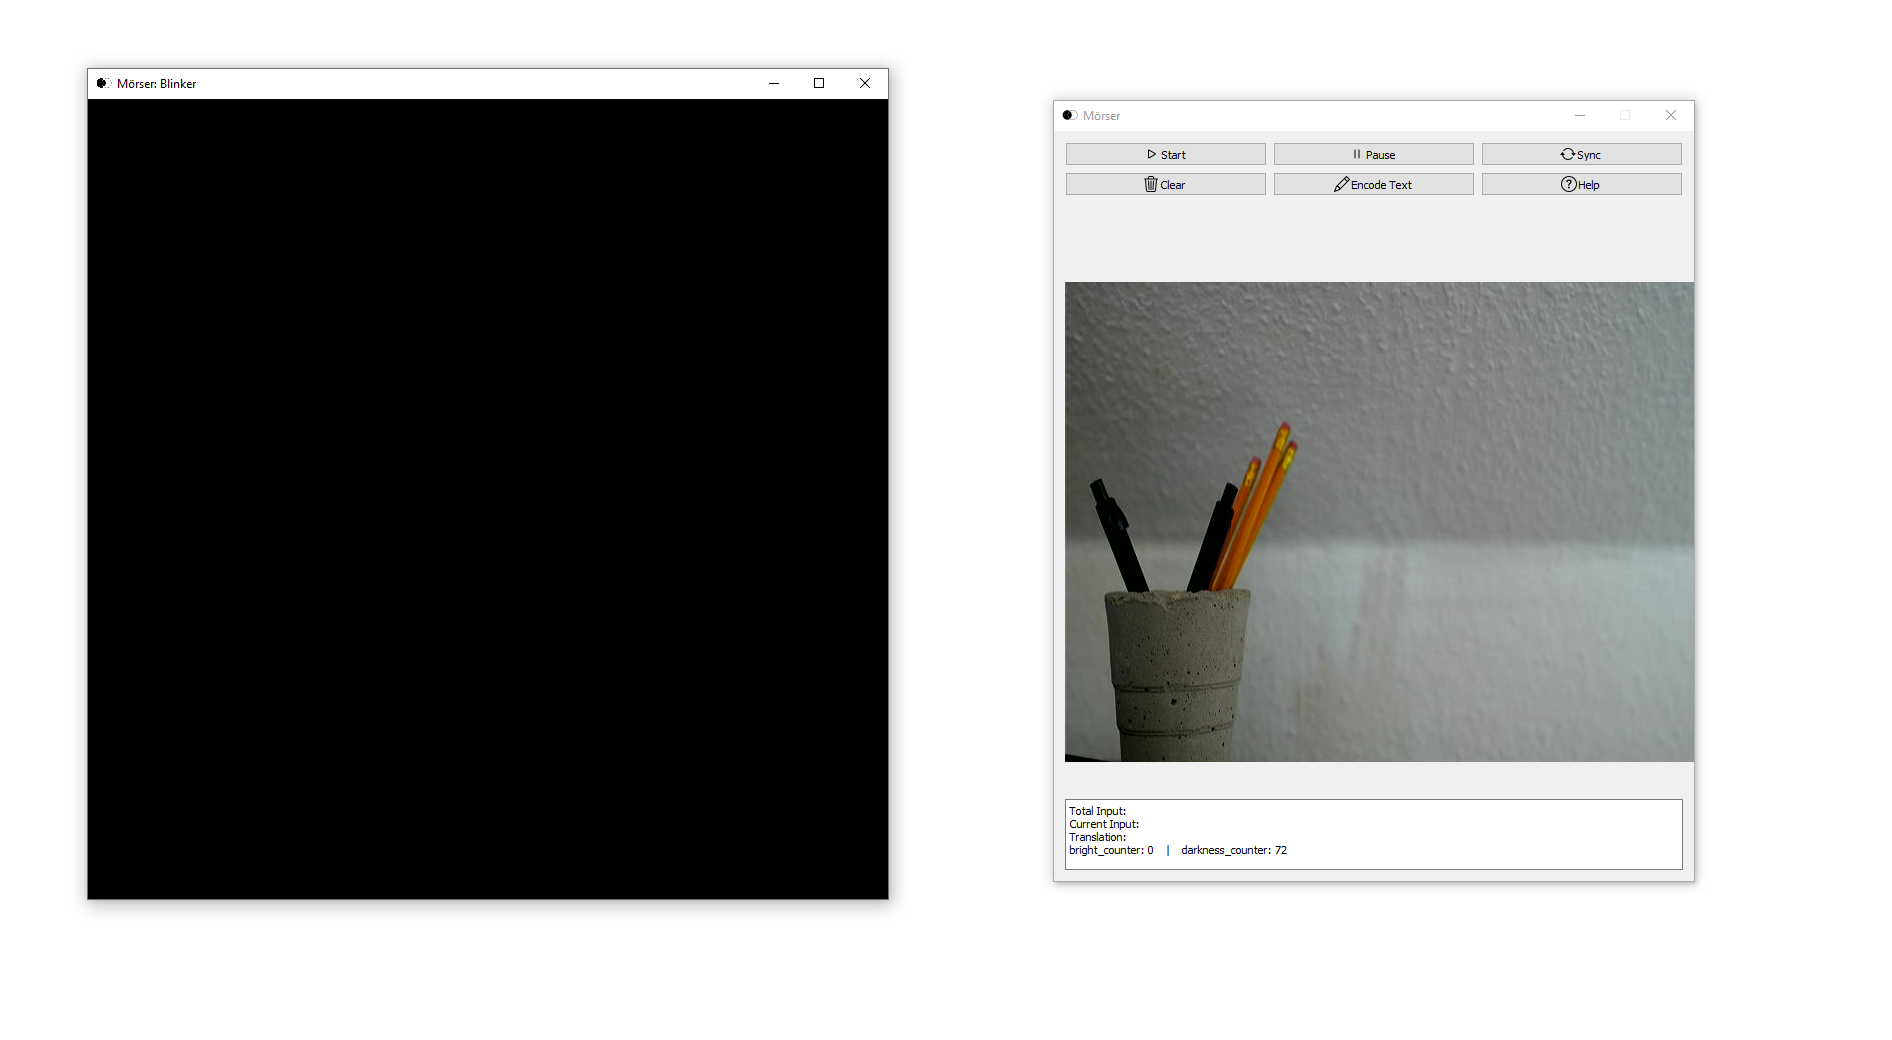 Mörser: Blinker
Mörser
Start
Pause
Sync
Clear
Encode Text
Help
Total Input:
Current Input:
Translation:
bright_counter: 0 | darkness_counter: 72